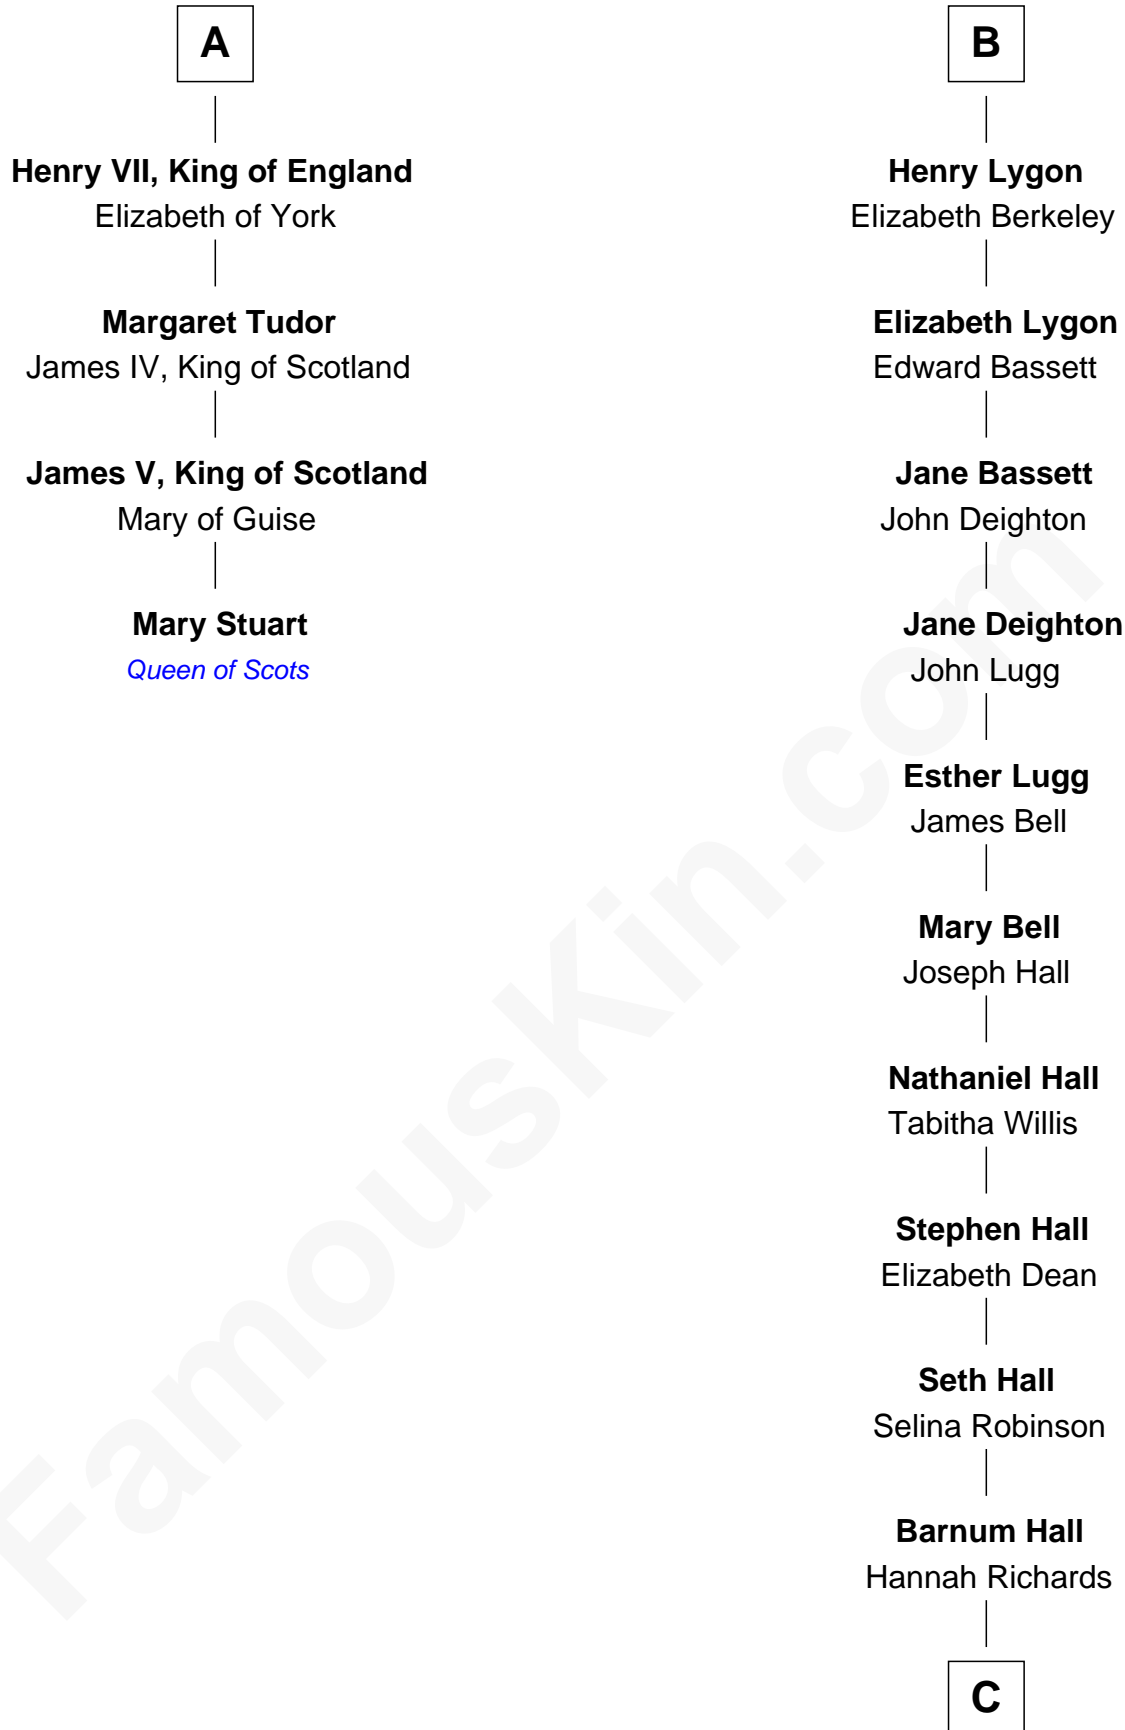 A
Henry VII, King of England
Elizabeth of York
Margaret Tudor
James IV, King of Scotland
James V, King of Scotland
Mary of Guise
Mary Stuart
Queen of Scots
B
Henry Lygon
Elizabeth Berkeley
Elizabeth Lygon
Edward Bassett
Jane Bassett
John Deighton
Jane Deighton
John Lugg
Esther Lugg
James Bell
Mary Bell
Joseph Hall
Nathaniel Hall
Tabitha Willis
Stephen Hall
Elizabeth Dean
Seth Hall
Selina Robinson
Barnum Hall
Hannah Richards
C
FamousKin.com